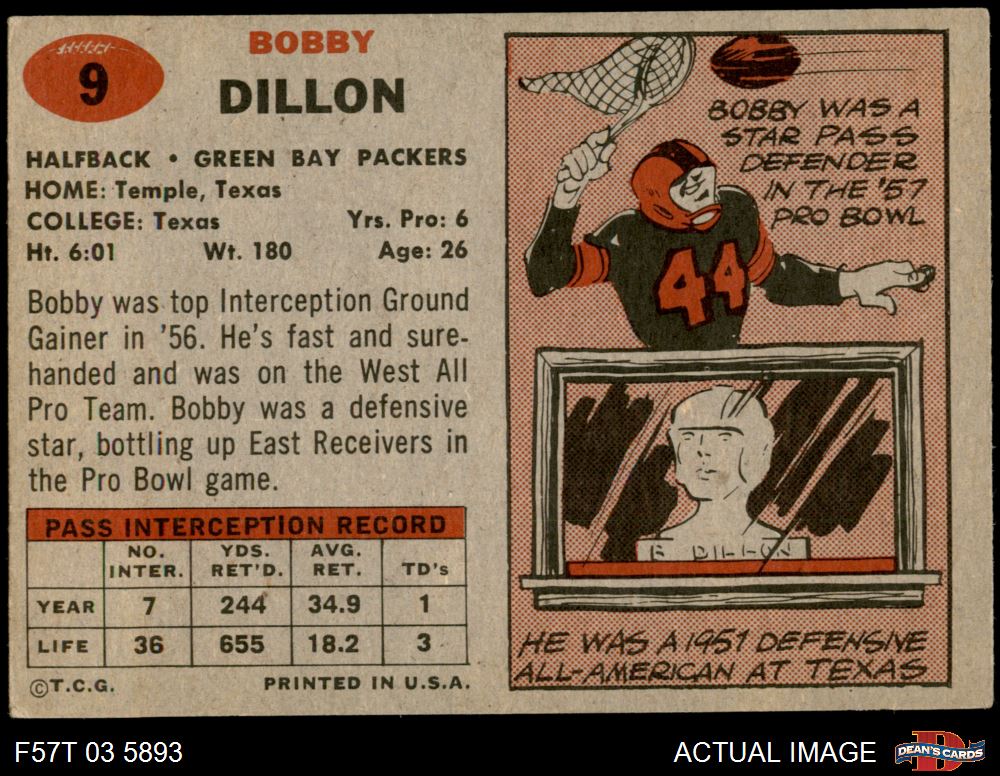 9
BOBBY
DILLON
HALFBACK • GREEN BAY PACKERS
HOME: Temple, Texas
COLLEGE: Texas Yrs. Pro: 6
Ht. 6:01 Wt. 180 Age: 26
Bobby was top Interception Ground
Gainer in '56. He's fast and sure-
handed and was on the West All
Pro Team. Bobby was a defensive
star, bottling up East Receivers in
the Pro Bowl game.
PASS INTERCEPTION RECORD
NO. INTER. YDS. RET'D. AVG. RET. TD's
YEAR 7 244 34.9 1
LIFE 36 655 18.2 3
©T.C.G. PRINTED IN U.S.A.
BOBBY WAS A
STAR PASS
DEFENDER
IN THE '57
PRO BOWL
44
B DILLON
HE WAS A 1951 DEFENSIVE
ALL-AMERICAN AT TEXAS
F57T 03 5893 ACTUAL IMAGE DEAN'S CARDS